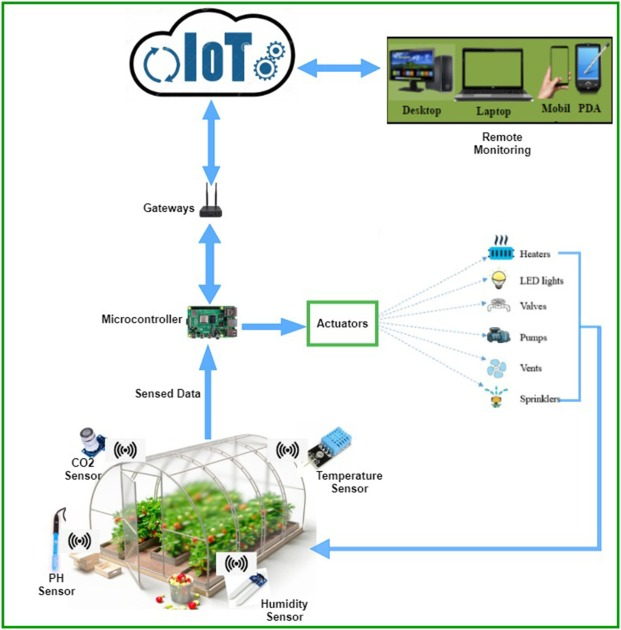 IoT
Desktop
Laptop
Mobil
PDA
Remote
Monitoring
Gateways
Heaters
LED lights
Valves
Pumps
Vents
Sprinklers
Microcontroller
Actuators
Sensed Data
CO2
Sensor
Temperature
Sensor
PH
Sensor
Humidity
Sensor